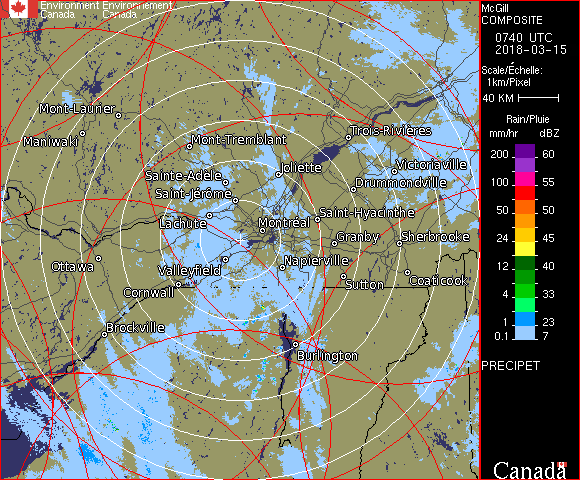 Environment Environnement
Canada Canada
McGill
COMPOSITE
0740 UTC
2018-03-15
Scale/Échelle:
1km/Pixel
40 KM
Rain/Pluie
mm/hr dBZ
200 60
100 55
50 50
24 45
12 40
4 33
1 23
0.1 7
PRECIPET
Canada
Mont-Laurier
Maniwaki
Mont-Tremblant
Trois-Rivières
Sainte-Adèle
Joliette
Victoriaville
Saint-Jérôme
Drummondville
Lachute
Montréal
Saint-Hyacinthe
Granby
Sherbrooke
Ottawa
Valleyfield
Napierville
Cornwall
Sutton
Coaticook
Brockville
Burlington